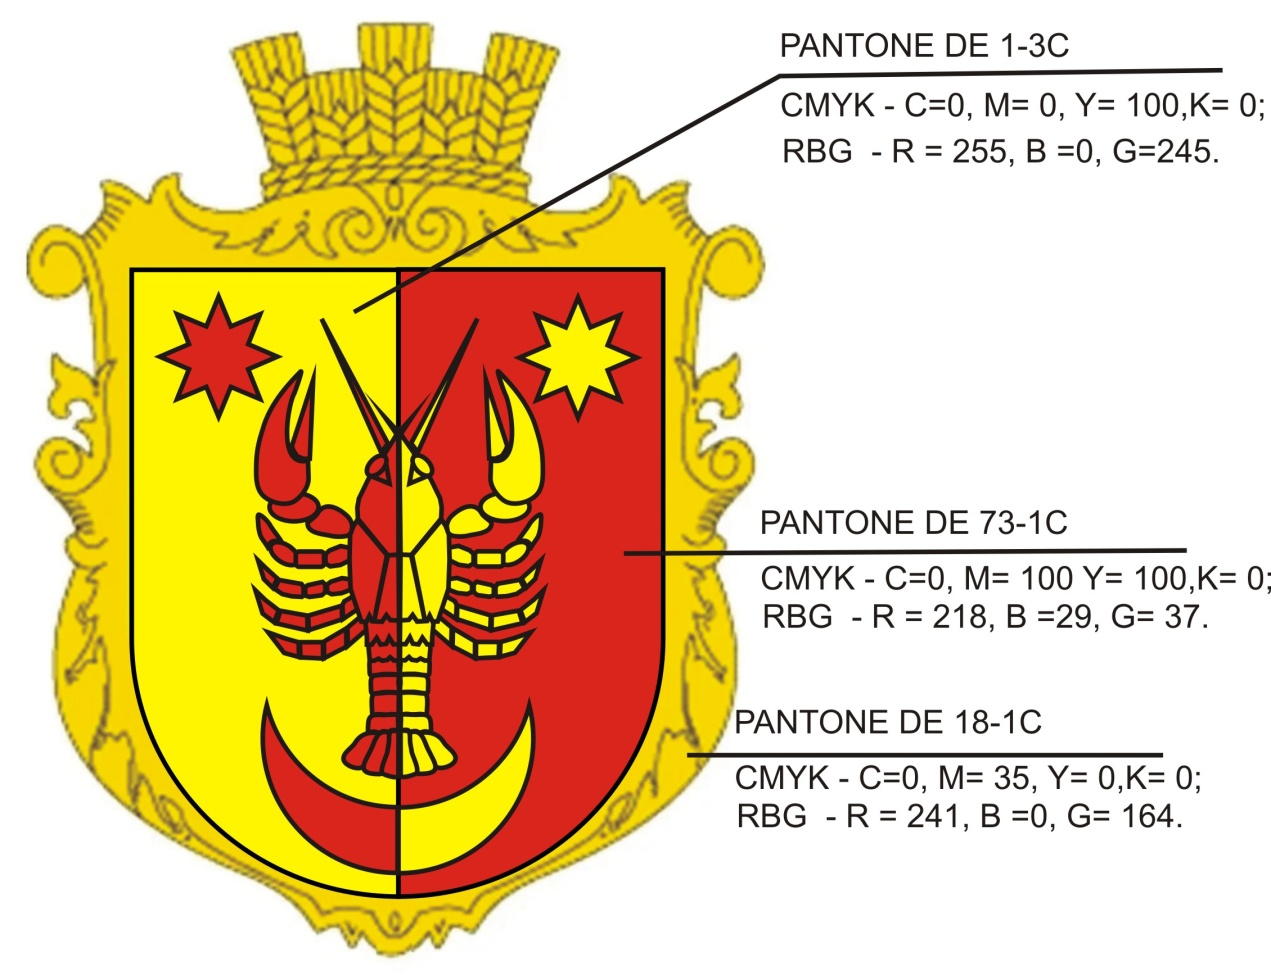 PANTONE DE 1-3C
CMYK - C=0, M= 0, Y= 100,K= 0;
RBG - R = 255, B =0, G=245.
PANTONE DE 73-1C
CMYK - C=0, M= 100 Y= 100,K= 0;
RBG - R = 218, B =29, G= 37.
PANTONE DE 18-1C
CMYK - C=0, M= 35, Y= 0,K= 0;
RBG - R = 241, B =0, G= 164.